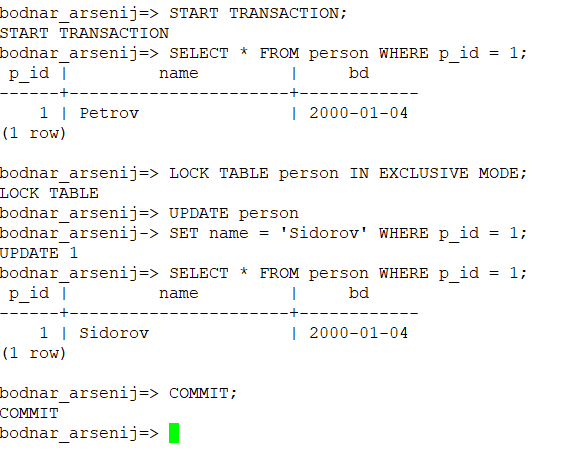 bodnar_arsenij=> START TRANSACTION;
START TRANSACTION
bodnar_arsenij=> SELECT * FROM person WHERE p_id = 1;
 p_id |         name         |     bd
------+----------------------+------------
    1 | Petrov               | 2000-01-04
(1 row)

bodnar_arsenij=> LOCK TABLE person IN EXCLUSIVE MODE;
LOCK TABLE
bodnar_arsenij=> UPDATE person
bodnar_arsenij-> SET name = 'Sidorov' WHERE p_id = 1;
UPDATE 1
bodnar_arsenij=> SELECT * FROM person WHERE p_id = 1;
 p_id |         name         |     bd
------+----------------------+------------
    1 | Sidorov              | 2000-01-04
(1 row)

bodnar_arsenij=> COMMIT;
COMMIT
bodnar_arsenij=>